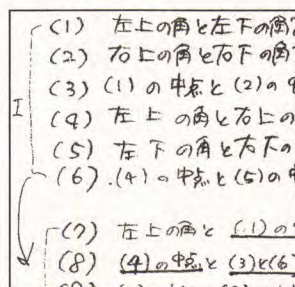 (1) 左上の角と左下の角
(2) 右上の角と右下の角
(3) (1)の中点と(2)の中
I (4) 左上の角と右上の
(5) 左下の角と右下の
(6) (4)の中点と(5)の中
(7) 左上の角と(1)の
(8) (4)の中点と(3)と(6)